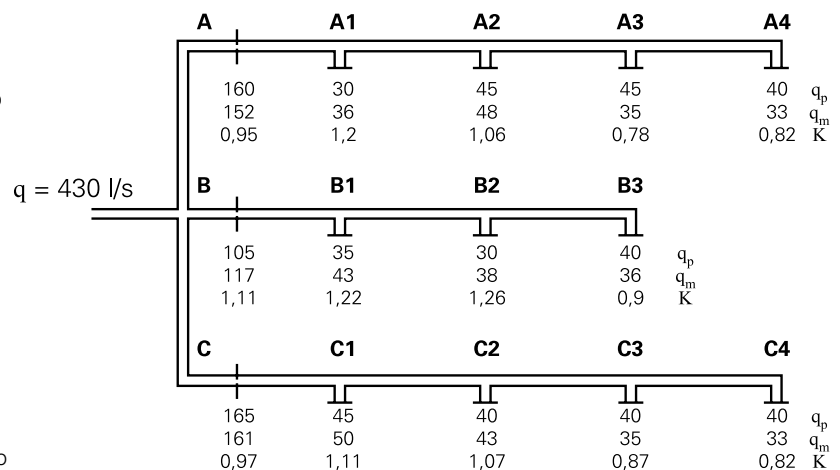 A A1 A2 A3 A4
160 30 45 45 40 qp
152 36 48 35 33 qm
0,95 1,2 1,06 0,78 0,82 K
q = 430 l/s
B B1 B2 B3
105 35 30 40 qp
117 43 38 36 qm
1,11 1,22 1,26 0,9 K
C C1 C2 C3 C4
165 45 40 40 40 qp
161 50 43 35 33 qm
0,97 1,11 1,07 0,87 0,82 K